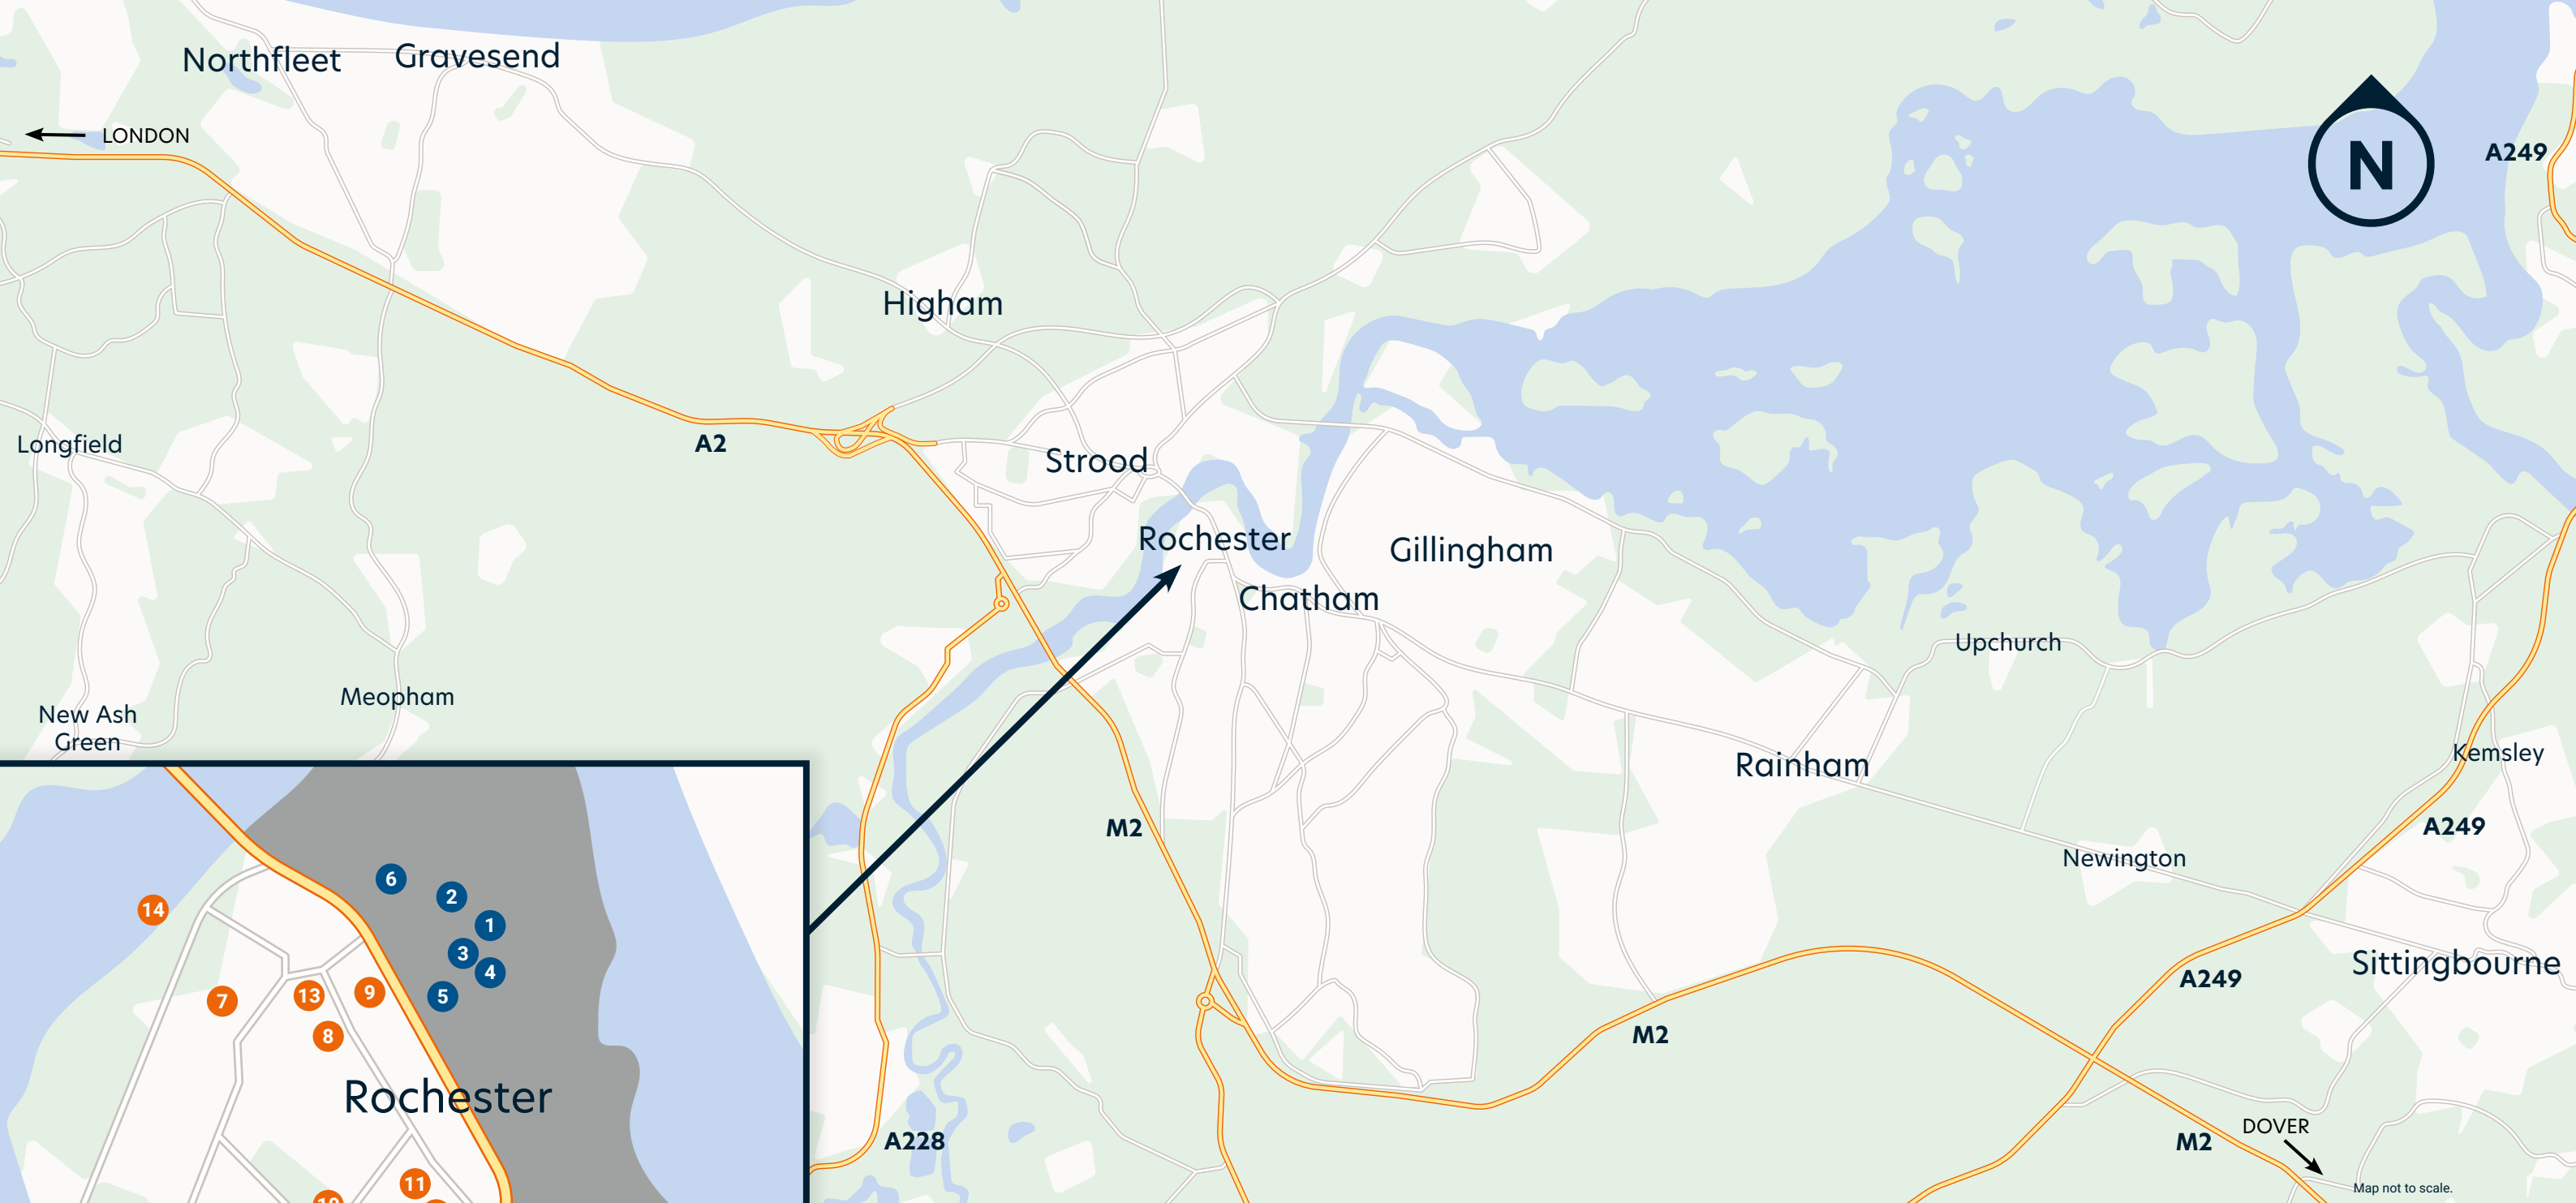 Northfleet
Gravesend
LONDON
N
A249
Higham
Longfield
A2
Strood
Rochester
Gillingham
Chatham
Upchurch
Meopham
New Ash
Green
Kemsley
Rainham
M2
A249
Newington
Sittingbourne
A249
M2
A228
DOVER
M2
Map not to scale.
6
2
14
1
3
4
5
7
13
9
8
Rochester
11
10